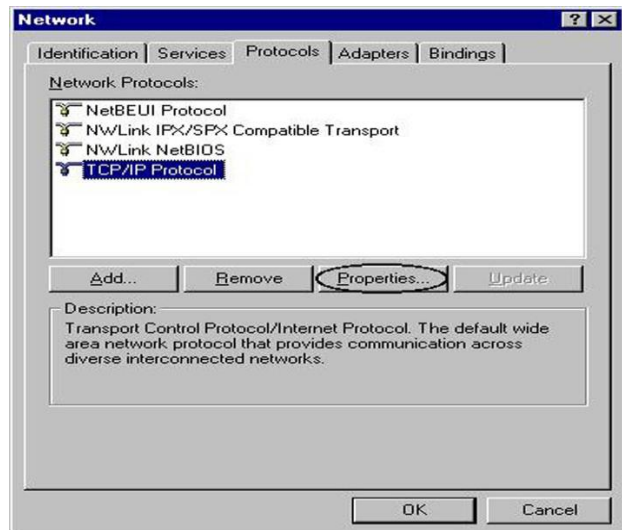 Network
Identification Services Protocols Adapters Bindings
Network Protocols:
NetBEUI Protocol
NWLink IPX/SPX Compatible Transport
NWLink NetBIOS
TCP/IP Protocol
Add... Remove Properties... Update
Description:
Transport Control Protocol/Internet Protocol. The default wide
area network protocol that provides communication across
diverse interconnected networks.
OK Cancel